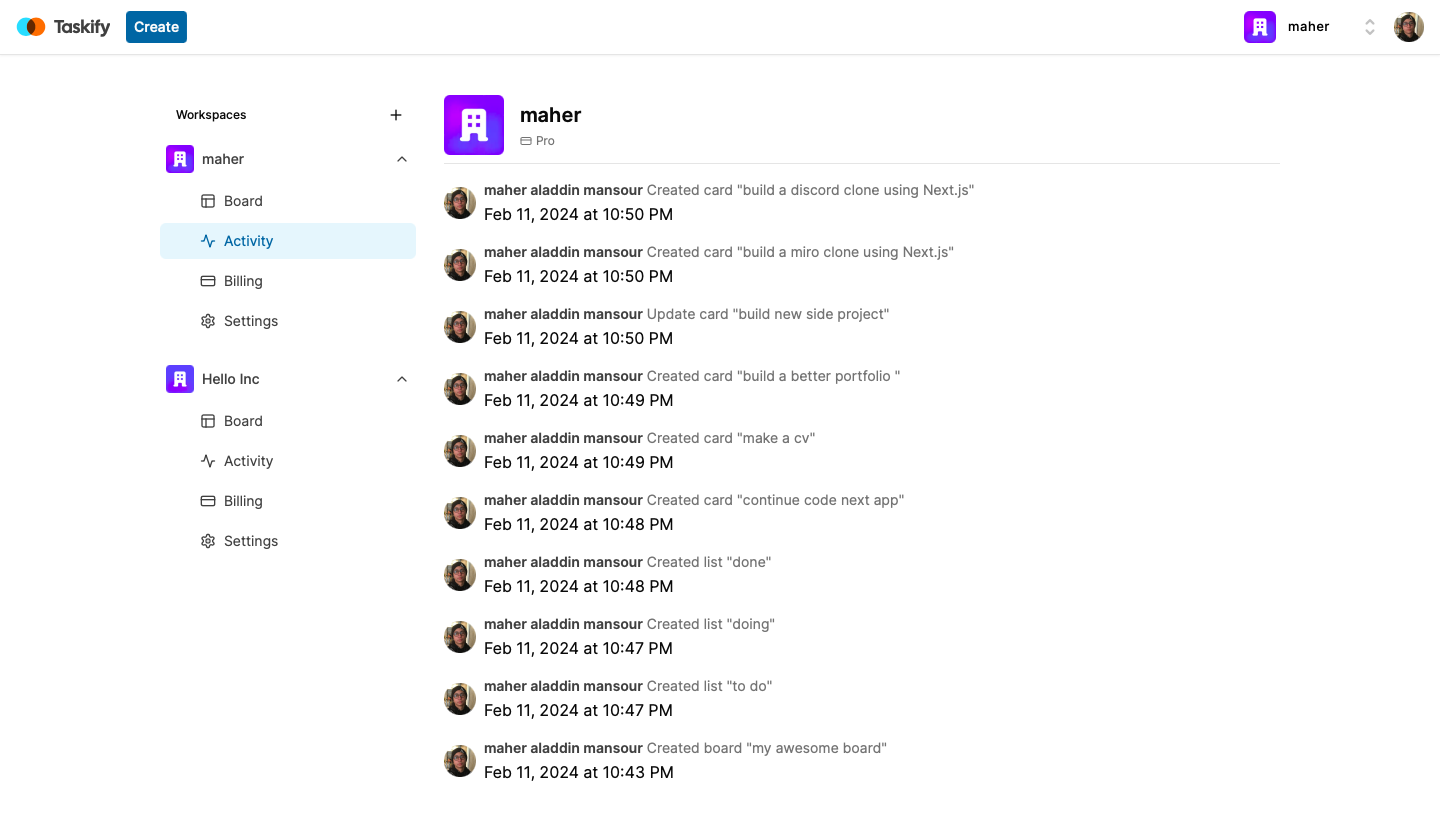 Taskify
Create
maher
Workspaces
maher
Board
Activity
Billing
Settings
Hello Inc
Board
Activity
Billing
Settings
maher
Pro
maher aladdin mansour Created card "build a discord clone using Next.js"
Feb 11, 2024 at 10:50 PM
maher aladdin mansour Created card "build a miro clone using Next.js"
Feb 11, 2024 at 10:50 PM
maher aladdin mansour Update card "build new side project"
Feb 11, 2024 at 10:50 PM
maher aladdin mansour Created card "build a better portfolio "
Feb 11, 2024 at 10:49 PM
maher aladdin mansour Created card "make a cv"
Feb 11, 2024 at 10:49 PM
maher aladdin mansour Created card "continue code next app"
Feb 11, 2024 at 10:48 PM
maher aladdin mansour Created list "done"
Feb 11, 2024 at 10:48 PM
maher aladdin mansour Created list "doing"
Feb 11, 2024 at 10:47 PM
maher aladdin mansour Created list "to do"
Feb 11, 2024 at 10:47 PM
maher aladdin mansour Created board "my awesome board"
Feb 11, 2024 at 10:43 PM